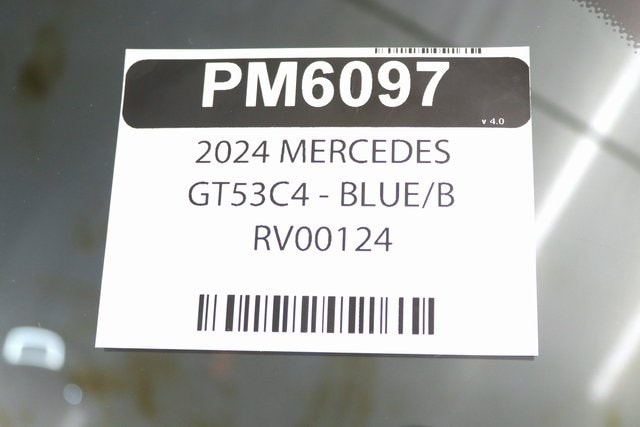 PM6097
v 4.0
2024 MERCEDES
GT53C4 - BLUE/B
RV00124